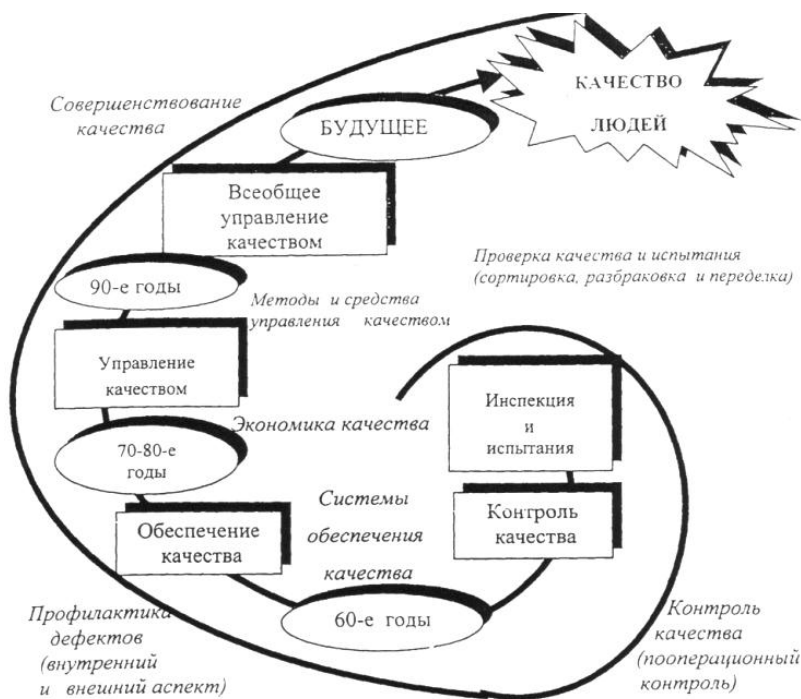 КАЧЕСТВО
ЛЮДЕЙ
Совершенствование
качества
БУДУЩЕЕ
Всеобщее
управление
качеством
Проверка качества и испытания
(сортировка, разбраковка и переделка)
90-е годы
Методы и средства
управления качеством
Управление
качеством
Инспекция
и
испытания
Экономика качества
70-80-е
годы
Системы
обеспечения
качества
Обеспечение
качества
Контроль
качества
60-е годы
Профилактика
дефектов
(внутренний
и внешний аспект)
Контроль
качества
(пооперационный
контроль)